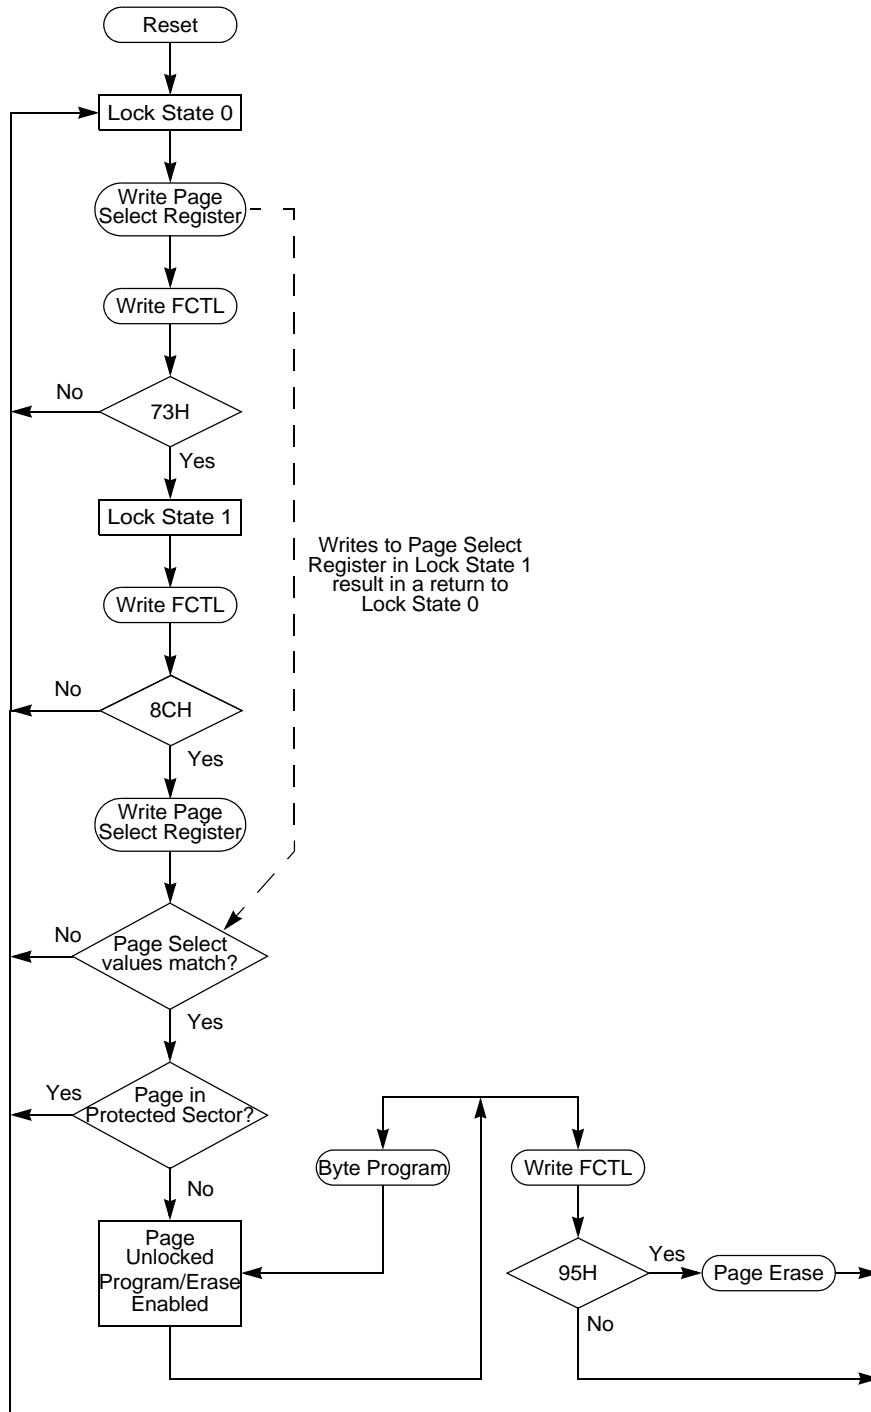 Reset
Lock State 0
Write Page
Select Register
Write FCTL
No
73H
Yes
Lock State 1
Writes to Page Select
Register in Lock State 1
result in a return to
Lock State 0
Write FCTL
No
8CH
Yes
Write Page
Select Register
No
Page Select
values match?
Yes
Yes
Page in
Protected Sector?
No
Byte Program
Write FCTL
Page
Unlocked
Program/Erase
Enabled
95H
Yes
Page Erase
No